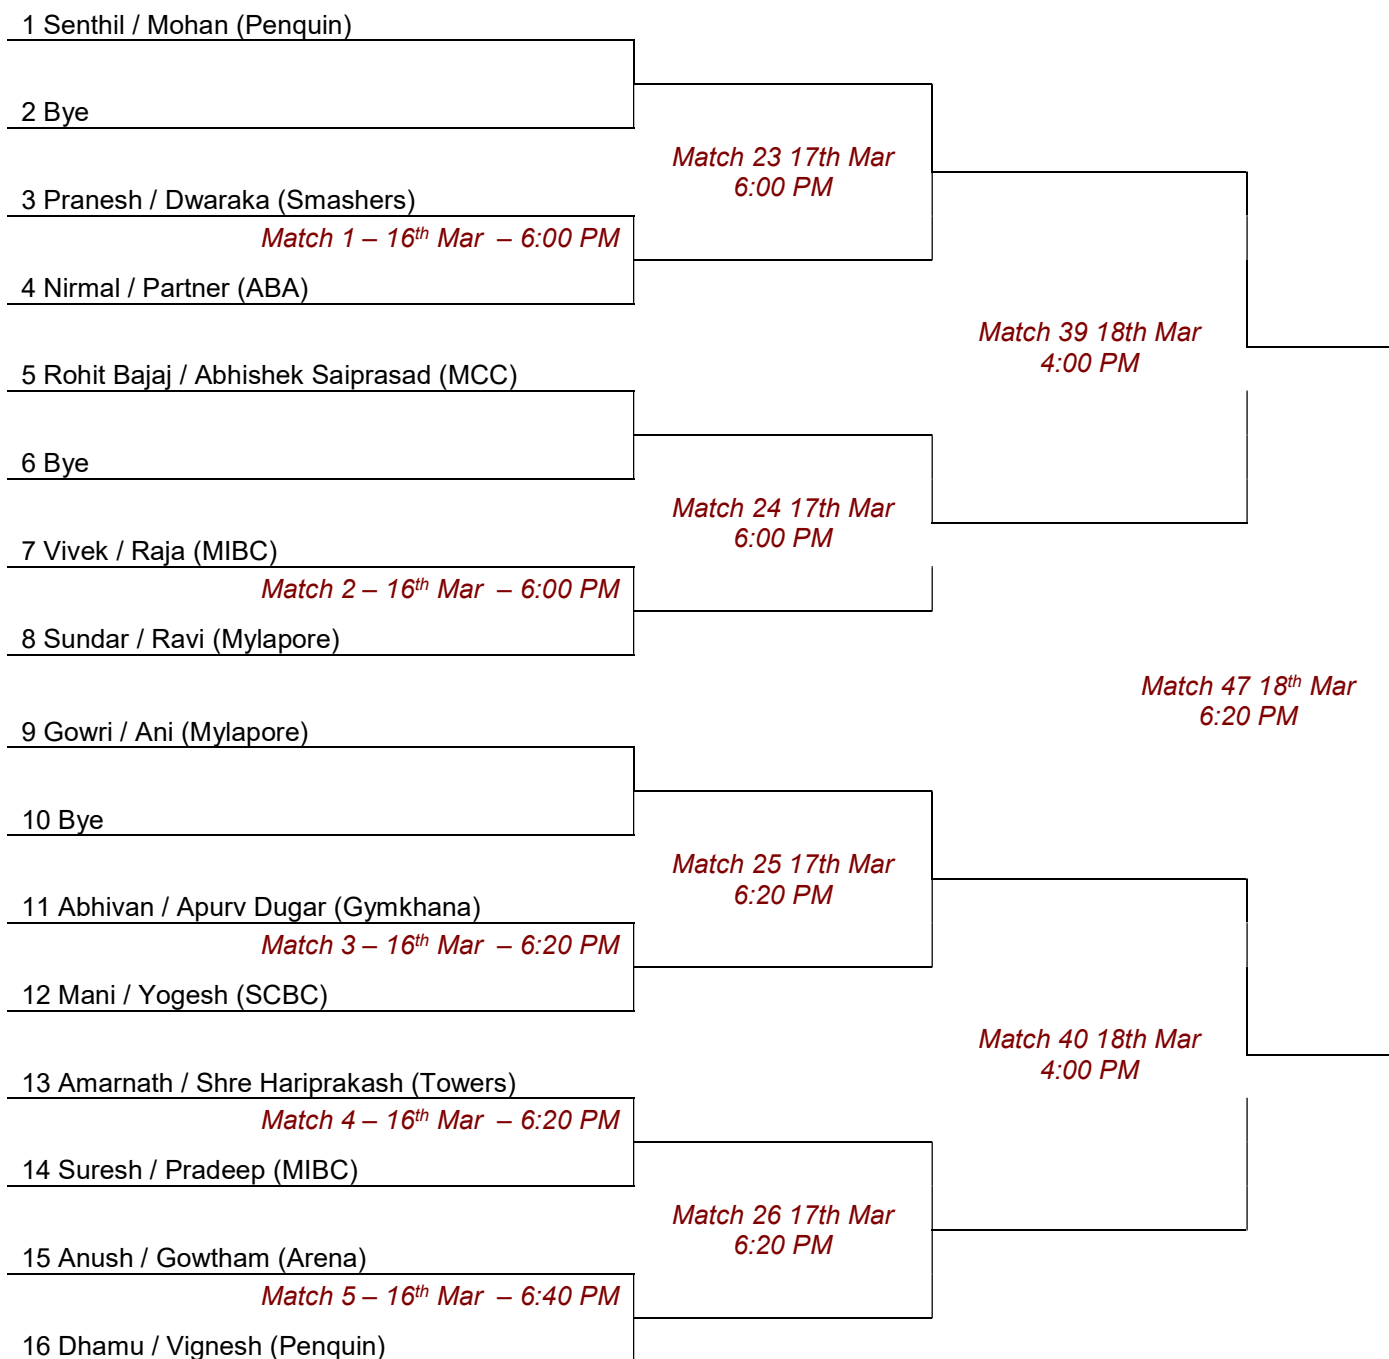 1 Senthil / Mohan (Penquin)
2 Bye
Match 23 17th Mar
6:00 PM
3 Pranesh / Dwaraka (Smashers)
Match 1 – 16th Mar – 6:00 PM
4 Nirmal / Partner (ABA)
Match 39 18th Mar
4:00 PM
5 Rohit Bajaj / Abhishek Saiprasad (MCC)
6 Bye
Match 24 17th Mar
6:00 PM
7 Vivek / Raja (MIBC)
Match 2 – 16th Mar – 6:00 PM
8 Sundar / Ravi (Mylapore)
Match 47 18th Mar
6:20 PM
9 Gowri / Ani (Mylapore)
10 Bye
Match 25 17th Mar
6:20 PM
11 Abhivan / Apurv Dugar (Gymkhana)
Match 3 – 16th Mar – 6:20 PM
12 Mani / Yogesh (SCBC)
Match 40 18th Mar
4:00 PM
13 Amarnath / Shre Hariprakash (Towers)
Match 4 – 16th Mar – 6:20 PM
14 Suresh / Pradeep (MIBC)
Match 26 17th Mar
6:20 PM
15 Anush / Gowtham (Arena)
Match 5 – 16th Mar – 6:40 PM
16 Dhamu / Vignesh (Penquin)